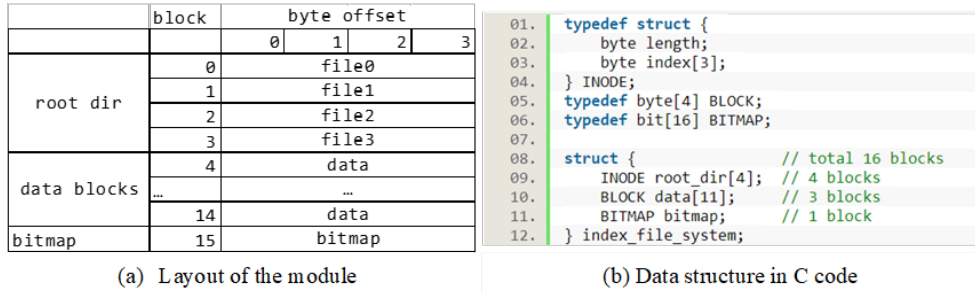 block byte offset
0 1 2 3
root dir 0 file0
1 file1
2 file2
3 file3
data blocks 4 data
… …
14 data
bitmap 15 bitmap
(a) Layout of the module
01. typedef struct {
02. byte length;
03. byte index[3];
04. } INODE;
05. typedef byte[4] BLOCK;
06. typedef bit[16] BITMAP;
07.
08. struct { // total 16 blocks
09. INODE root_dir[4]; // 4 blocks
10. BLOCK data[11]; // 3 blocks
11. BITMAP bitmap; // 1 block
12. } index_file_system;
(b) Data structure in C code